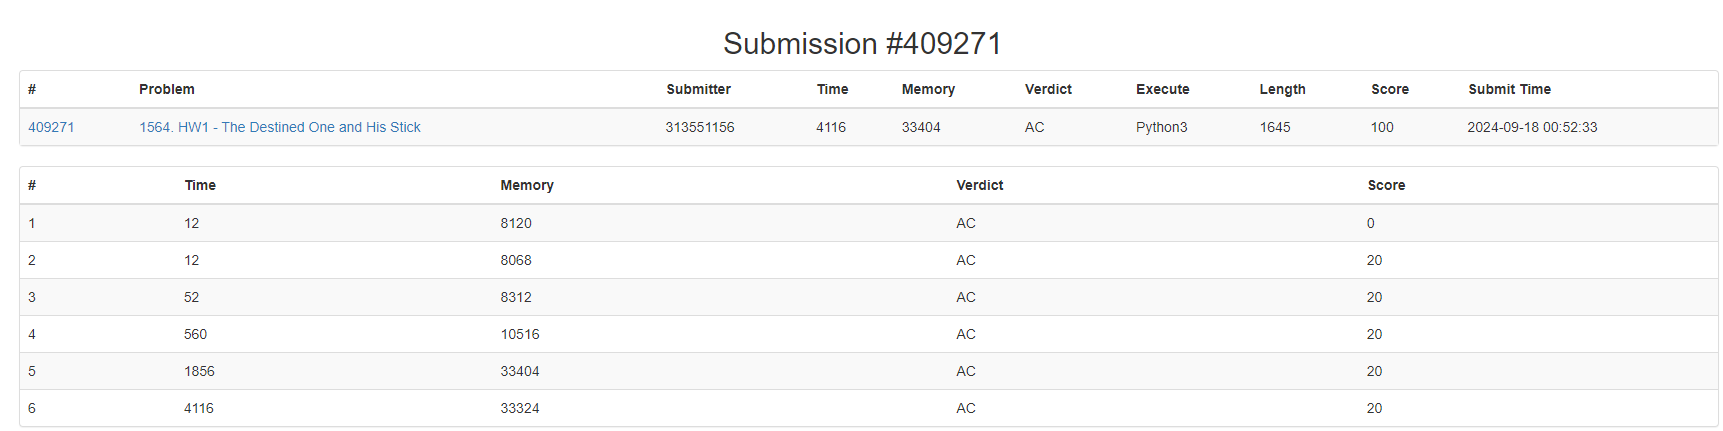 Submission #409271
# Problem Submitter Time Memory Verdict Execute Length Score Submit Time
409271 1564. HW1 - The Destined One and His Stick 313551156 4116 33404 AC Python3 1645 100 2024-09-18 00:52:33
# Time Memory Verdict Score
1 12 8120 AC 0
2 12 8068 AC 20
3 52 8312 AC 20
4 560 10516 AC 20
5 1856 33404 AC 20
6 4116 33324 AC 20